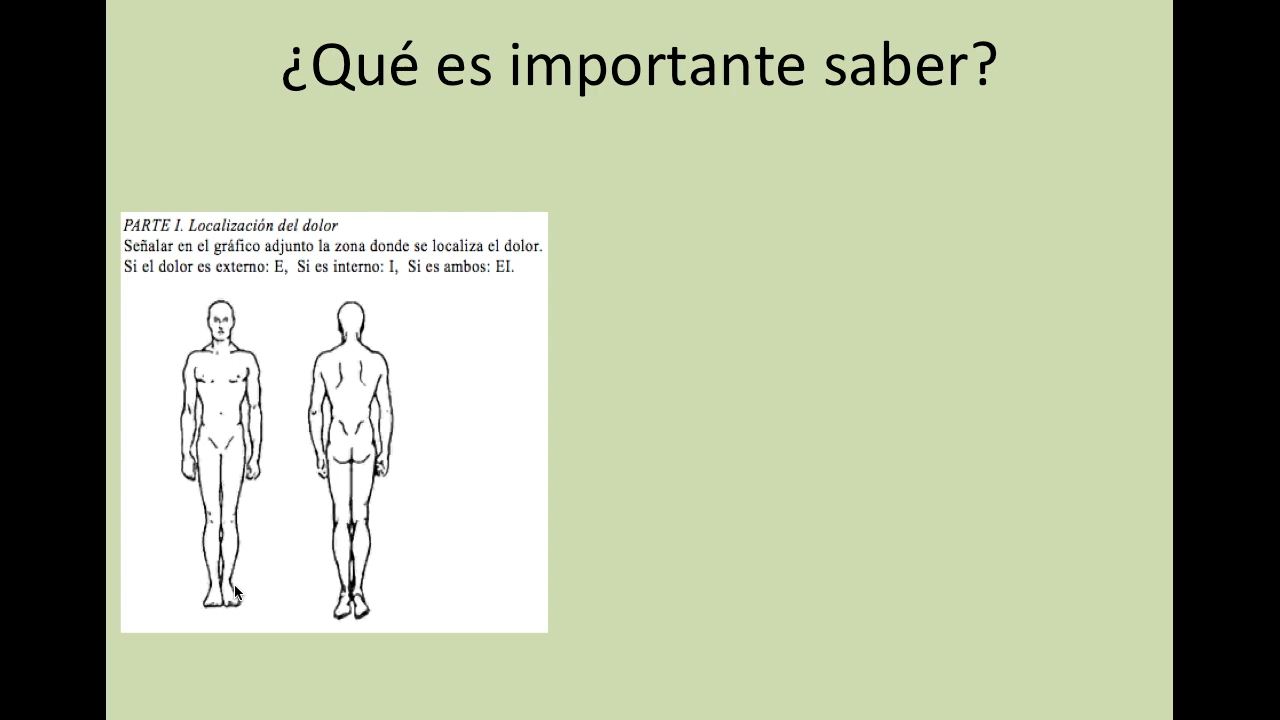 ¿Qué es importante saber?
PARTE I. Localización del dolor
Señalar en el gráfico adjunto la zona donde se localiza el dolor.
Si el dolor es externo: E, Si es interno: I, Si es ambos: EI.